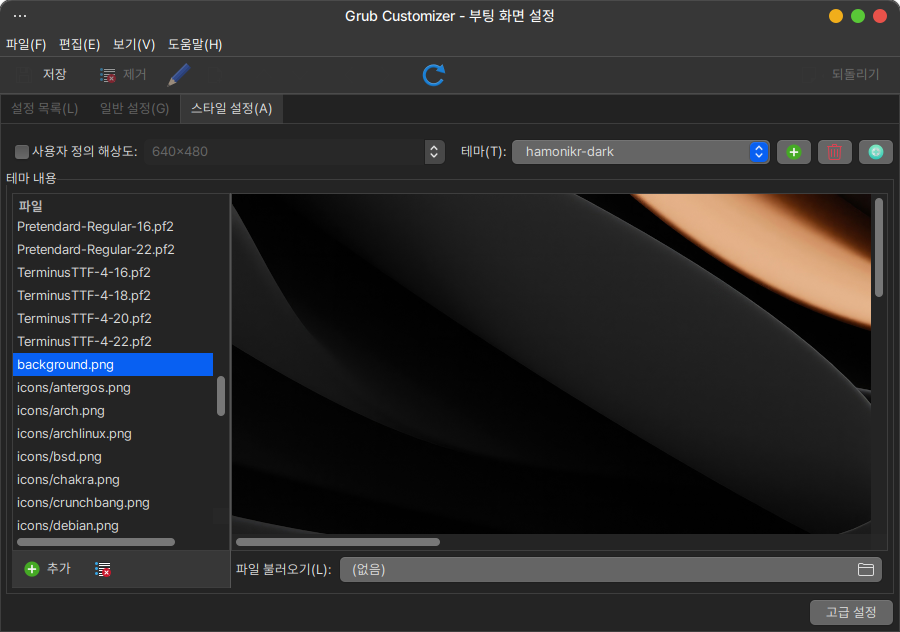 Grub Customizer - 부팅 화면 설정
파일(F) 편집(E) 보기(V) 도움말(H)
저장 제거 되돌리기
설정 목록(L) 일반 설정(G) 스타일 설정(A)
사용자 정의 해상도: 640×480 테마(T): hamonikr-dark
테마 내용
파일
Pretendard-Regular-16.pf2
Pretendard-Regular-22.pf2
TerminusTTF-4-16.pf2
TerminusTTF-4-18.pf2
TerminusTTF-4-20.pf2
TerminusTTF-4-22.pf2
background.png
icons/antergos.png
icons/arch.png
icons/archlinux.png
icons/bsd.png
icons/chakra.png
icons/crunchbang.png
icons/debian.png
추가 파일 불러오기(L): (없음)
고급 설정